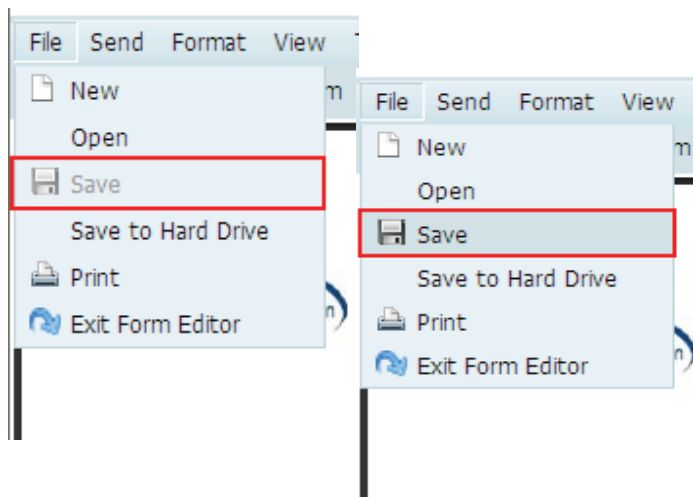 File Send Format View
New
Open
Save
Save to Hard Drive
Print
Exit Form Editor
File Send Format View
New
Open
Save
Save to Hard Drive
Print
Exit Form Editor